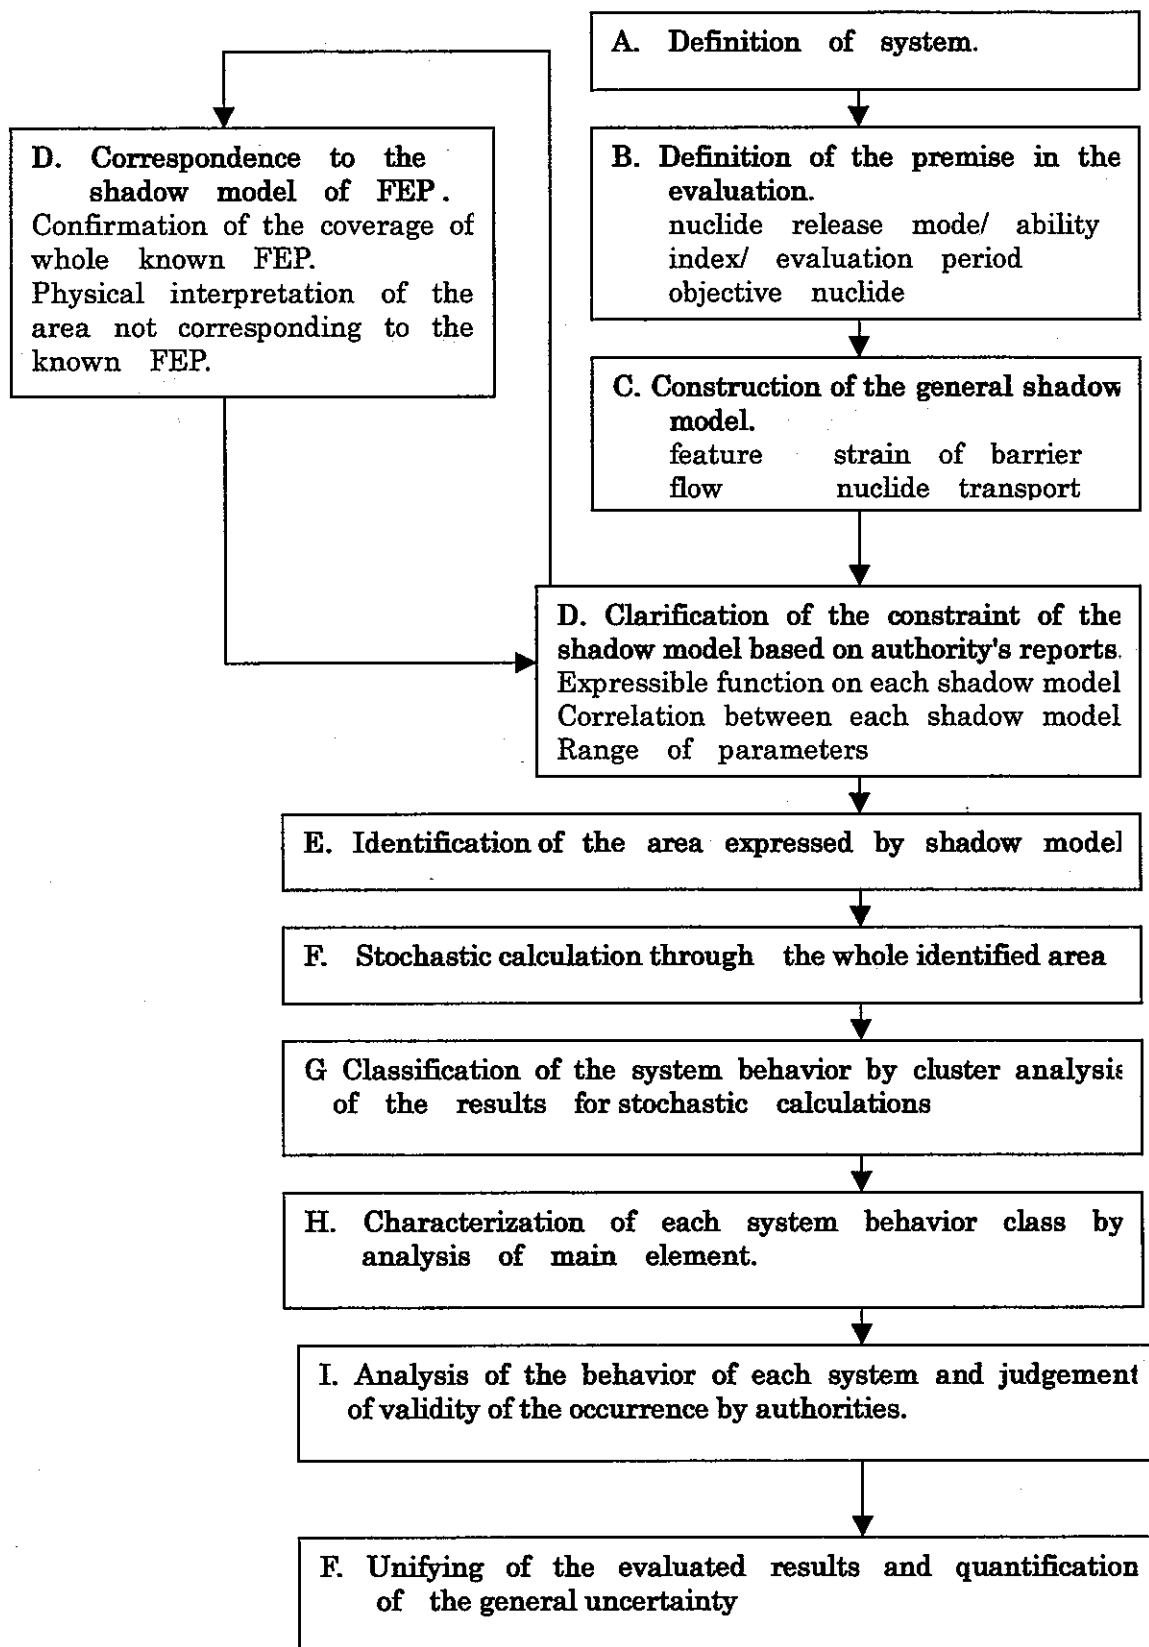 A. Definition of system.
B. Definition of the premise in the
evaluation.
nuclide release mode/ ability
index/ evaluation period
objective nuclide
C. Construction of the general shadow
model.
feature strain of barrier
flow nuclide transport
D. Correspondence to the
shadow model of FEP.
Confirmation of the coverage of
whole known FEP.
Physical interpretation of the
area not corresponding to the
known FEP.
D. Clarification of the constraint of the
shadow model based on authority's reports.
Expressible function on each shadow model
Correlation between each shadow model
Range of parameters
E. Identification of the area expressed by shadow model
F. Stochastic calculation through the whole identified area
G Classification of the system behavior by cluster analysis
of the results for stochastic calculations
H. Characterization of each system behavior class by
analysis of main element.
I. Analysis of the behavior of each system and judgement
of validity of the occurrence by authorities.
F. Unifying of the evaluated results and quantification
of the general uncertainty